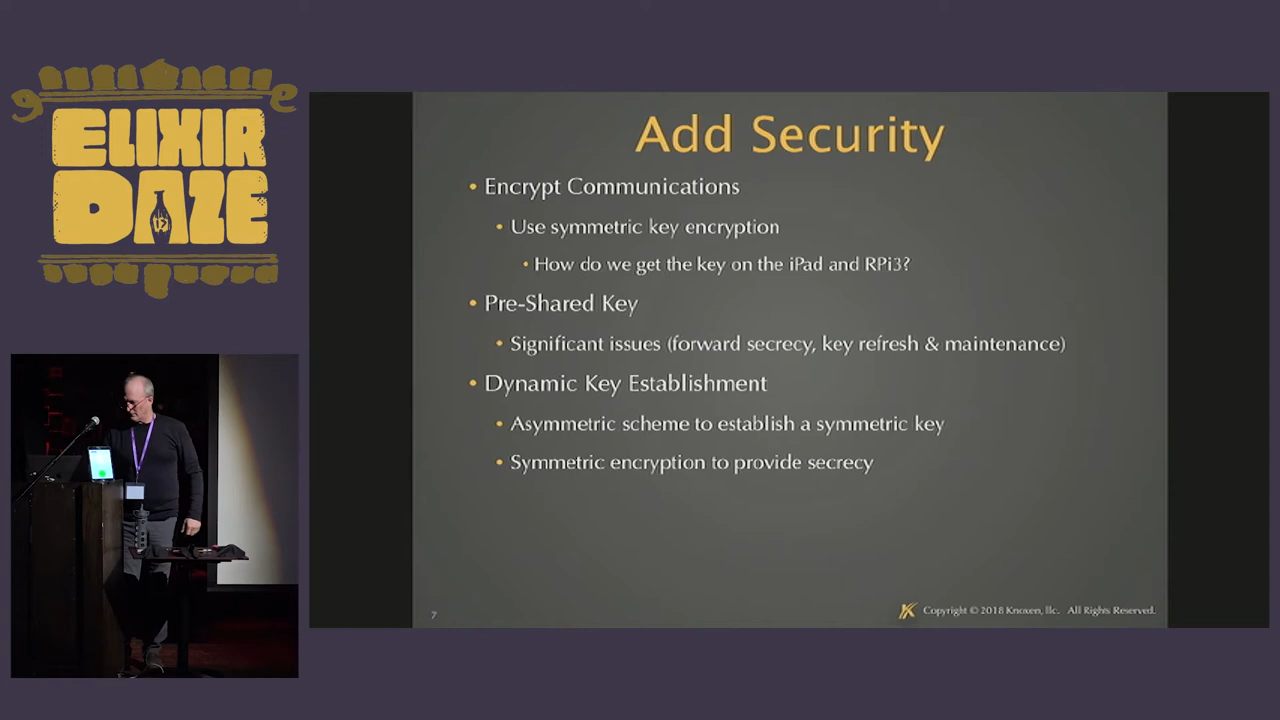 ELIXIR
DAZE
Add Security
• Encrypt Communications
• Use symmetric key encryption
• How do we get the key on the iPad and RPi3?
• Pre-Shared Key
• Significant issues (forward secrecy, key refresh & maintenance)
• Dynamic Key Establishment
• Asymmetric scheme to establish a symmetric key
• Symmetric encryption to provide secrecy
7
Copyright © 2018 Knoxen, llc. All Rights Reserved.